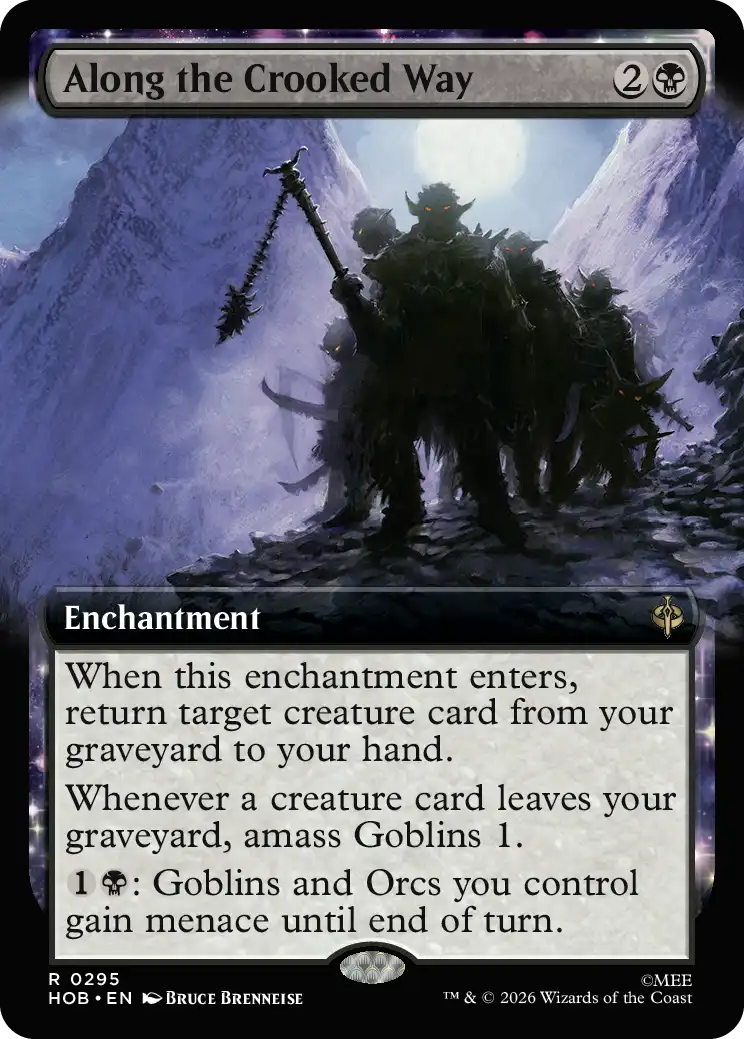 Along the Crooked Way 2
Enchantment
When this enchantment enters,
return target creature card from your
graveyard to your hand.
Whenever a creature card leaves your
graveyard, amass Goblins 1.
1 : Goblins and Orcs you control
gain menace until end of turn.
R 0295
©MEE
HOB • EN Bruce Brenneise
™ & © 2026 Wizards of the Coast